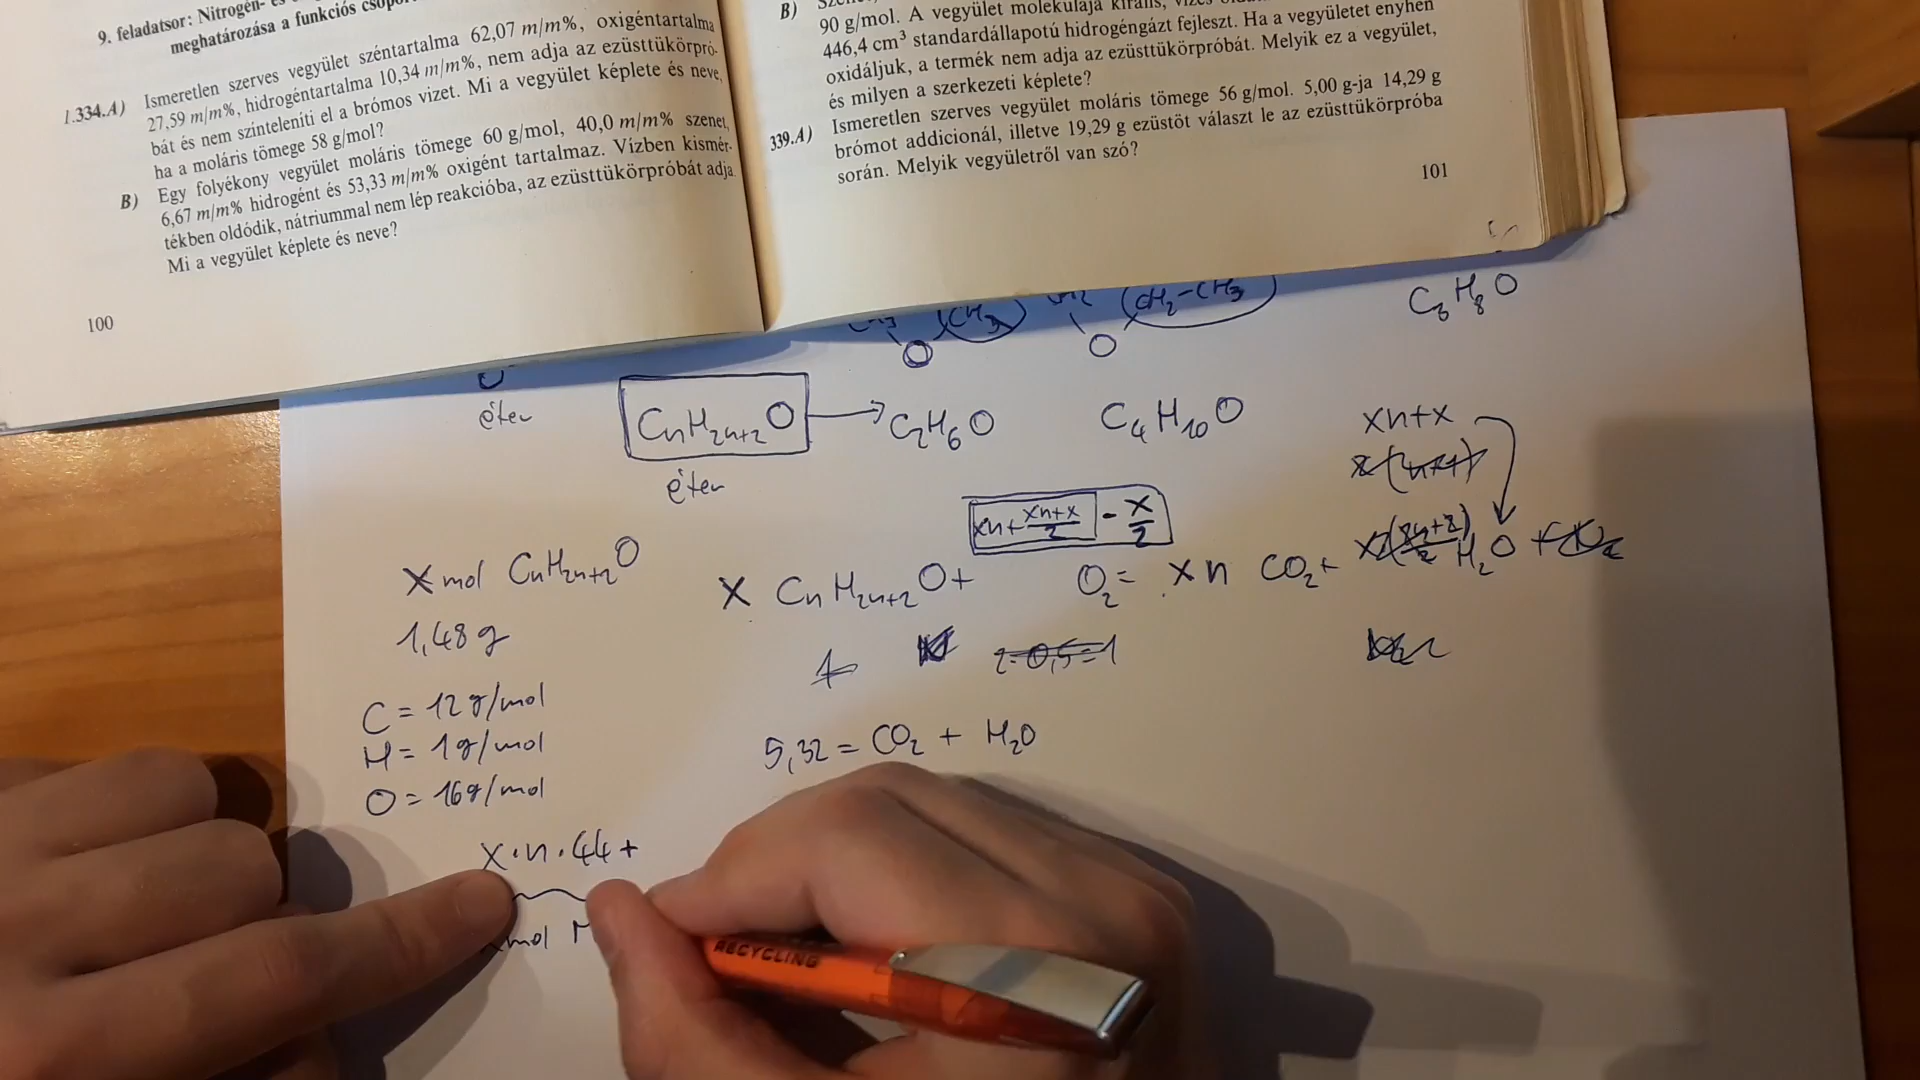 9. feladatsor: Nitrogén-
meghatározása a funkciós
1.334.A) Ismeretlen szerves vegyület széntartalma 62,07 m/m%, oxigéntartalma
27,59 m/m%, hidrogéntartalma 10,34 m/m%, nem adja az ezüsttükörpró-
bát és nem színteleníti el a brómos vizet. Mi a vegyület képlete és neve,
ha a moláris tömege 58 g/mol?
B) Egy folyékony vegyület moláris tömege 60 g/mol, 40,0 m/m% szenet,
6,67 m/m% hidrogént és 53,33 m/m% oxigént tartalmaz. Vízben kismér-
tékben oldódik, nátriummal nem lép reakcióba, az ezüsttükörpróbát adja.
Mi a vegyület képlete és neve?
100
B)
90 g/mol. A vegyület molekulája királis,
446,4 cm³ standardállapotú hidrogéngázt fejleszt. Ha a vegyületet enyhén
oxidáljuk, a termék nem adja az ezüsttükörpróbát. Melyik ez a vegyület,
és milyen a szerkezeti képlete?
339.A) Ismeretlen szerves vegyület moláris tömege 56 g/mol. 5,00 g-ja 14,29 g
brómot addicionál, illetve 19,29 g ezüstöt választ le az ezüsttükörpróba
során. Melyik vegyületről van szó?
101
CH₃ CH₂-CH₃
O O
C₃H₈O
éter
CnH2n+2O → C₂H₆O C₄H₁₀O
éter
xn+x
xn+ xn+x/2 - x/2
X mol CnH2n+2O
X CnH2n+2O+ O₂= xn CO₂+ H₂O
1,48 g
C = 12 g/mol
H = 1 g/mol
O = 16 g/mol
5,32 = CO₂ + H₂O
X·n·44+
mol
RECYCLING